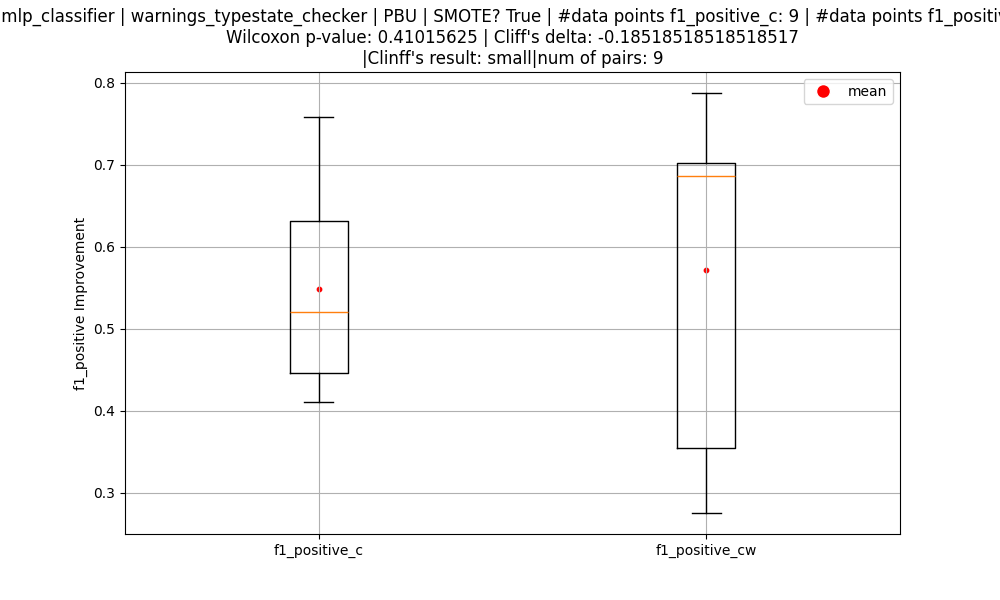 mlp_classifier | warnings_typestate_checker | PBU | SMOTE? True | #data points f1_positive_c: 9 | #data points
Wilcoxon p-value: 0.41015625 | Cliff's delta: -0.18518518518518517
|Clinff's result: small|num of pairs: 9
mean
0.8
0.7
0.6
0.5
0.4
0.3
f1_positive Improvement
f1_positive_c
f1_positive_cw